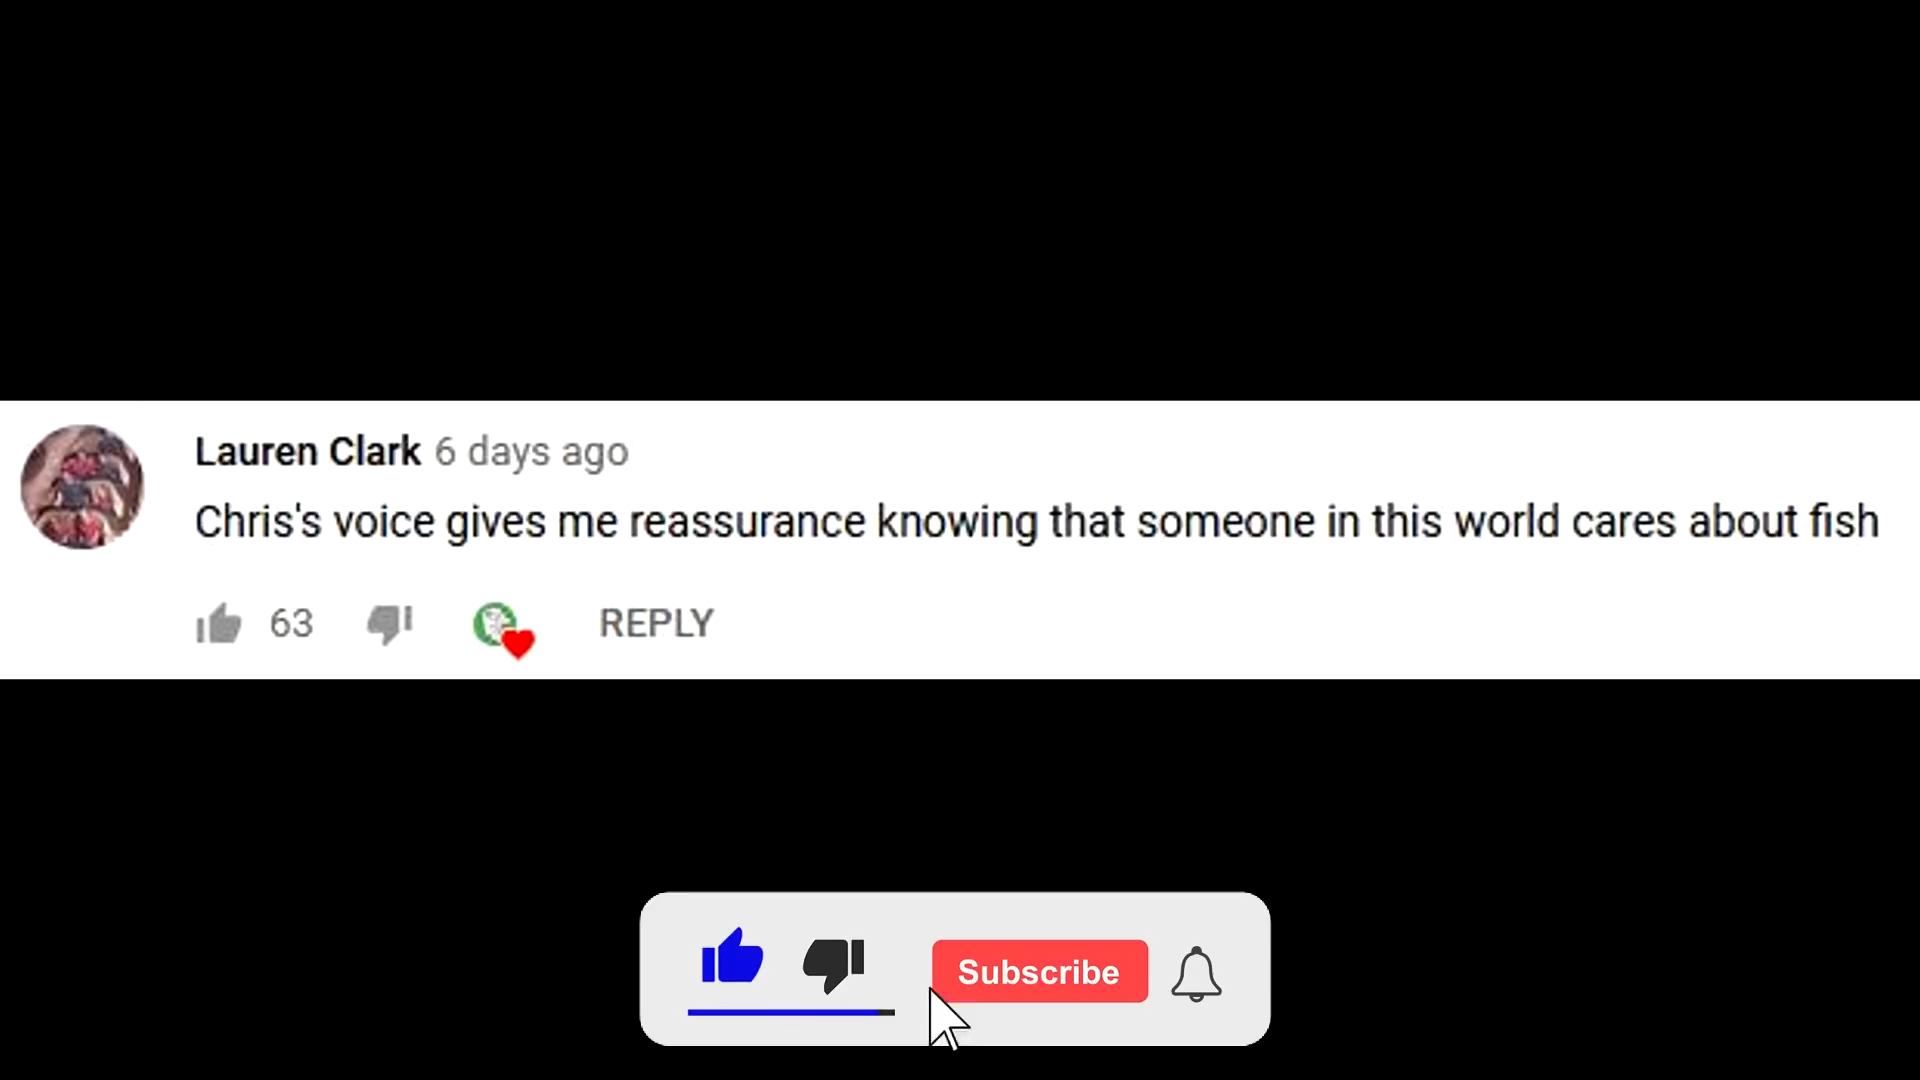 Lauren Clark 6 days ago
Chris's voice gives me reassurance knowing that someone in this world cares about fish
63 REPLY
Subscribe